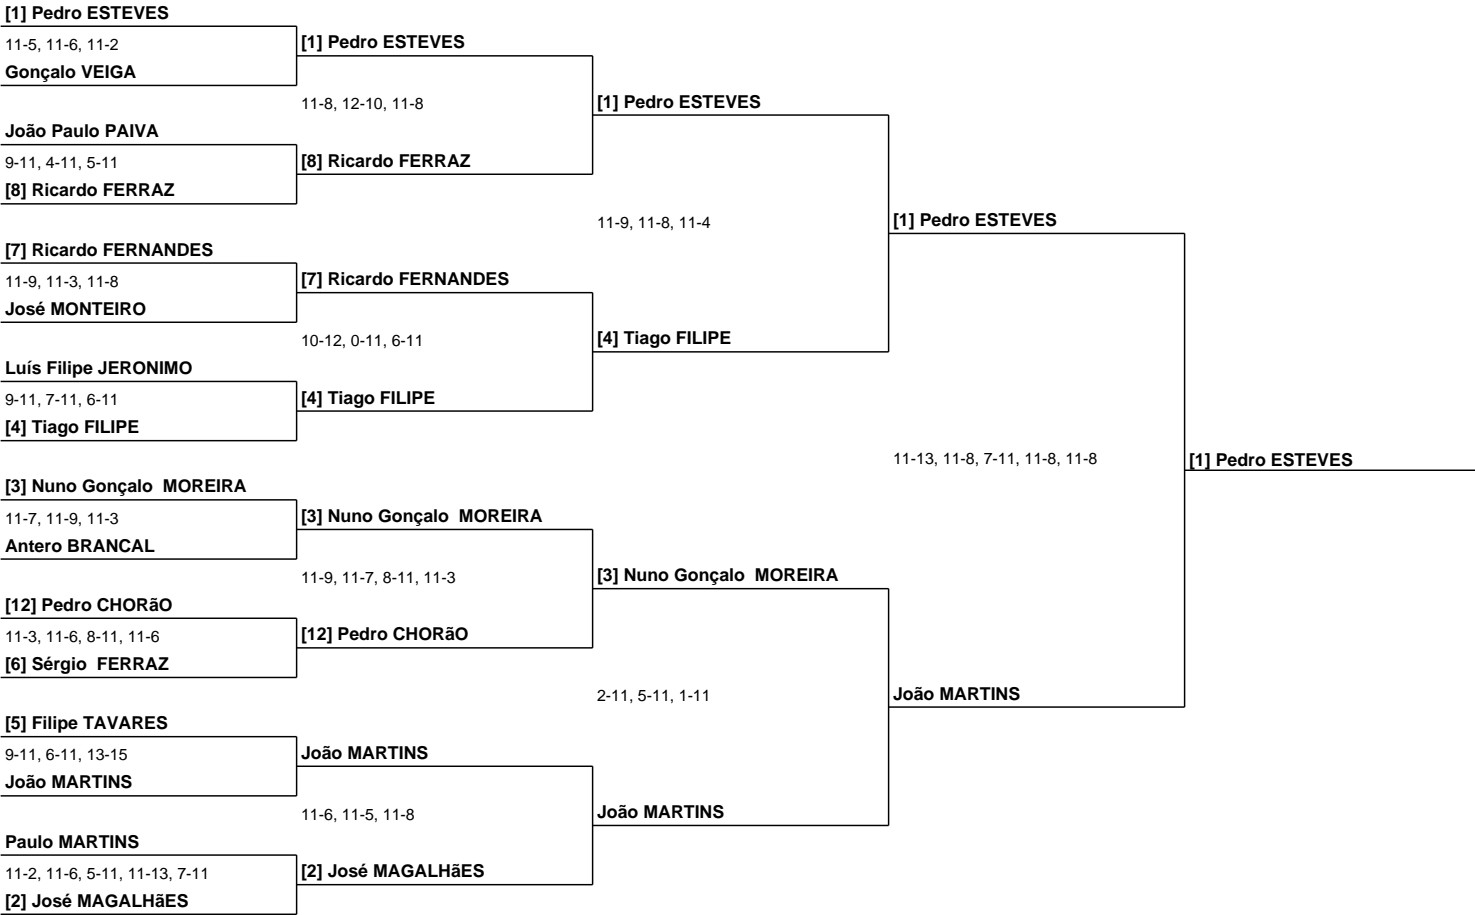 [1] Pedro ESTEVES
11-5, 11-6, 11-2
Gonçalo VEIGA
João Paulo PAIVA
9-11, 4-11, 5-11
[8] Ricardo FERRAZ
[7] Ricardo FERNANDES
11-9, 11-3, 11-8
José MONTEIRO
Luís Filipe JERONIMO
9-11, 7-11, 6-11
[4] Tiago FILIPE
[3] Nuno Gonçalo  MOREIRA
11-7, 11-9, 11-3
Antero BRANCAL
[12] Pedro CHORãO
11-3, 11-6, 8-11, 11-6
[6] Sérgio  FERRAZ
[5] Filipe TAVARES
9-11, 6-11, 13-15
João MARTINS
Paulo MARTINS
11-2, 11-6, 5-11, 11-13, 7-11
[2] José MAGALHãES
[1] Pedro ESTEVES
11-8, 12-10, 11-8
[8] Ricardo FERRAZ
[7] Ricardo FERNANDES
10-12, 0-11, 6-11
[4] Tiago FILIPE
[3] Nuno Gonçalo  MOREIRA
11-9, 11-7, 8-11, 11-3
[12] Pedro CHORãO
João MARTINS
11-6, 11-5, 11-8
[2] José MAGALHãES
[1] Pedro ESTEVES
11-9, 11-8, 11-4
[4] Tiago FILIPE
[3] Nuno Gonçalo  MOREIRA
2-11, 5-11, 1-11
João MARTINS
[1] Pedro ESTEVES
11-13, 11-8, 7-11, 11-8, 11-8
João MARTINS
[1] Pedro ESTEVES